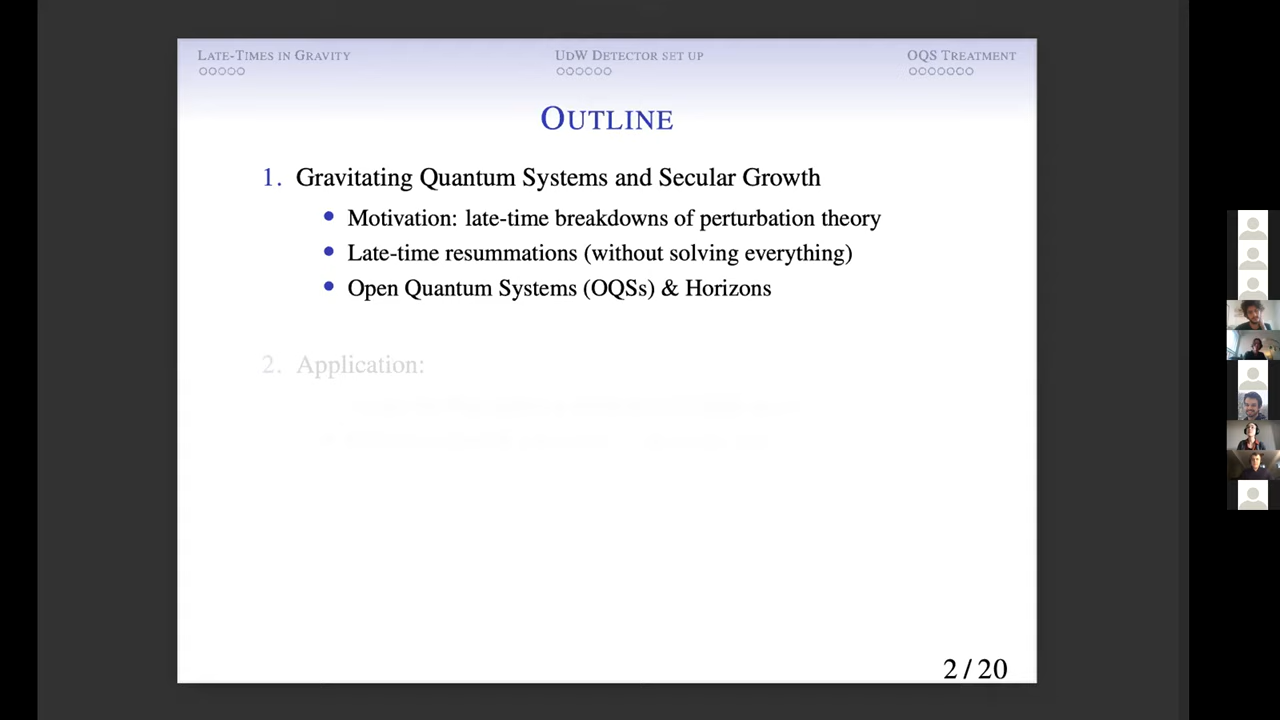 LATE-TIMES IN GRAVITY
UDW DETECTOR SET UP
OQS TREATMENT
OUTLINE
1. Gravitating Quantum Systems and Secular Growth
• Motivation: late-time breakdowns of perturbation theory
• Late-time resummations (without solving everything)
• Open Quantum Systems (OQSs) & Horizons
2. Application:
2 / 20